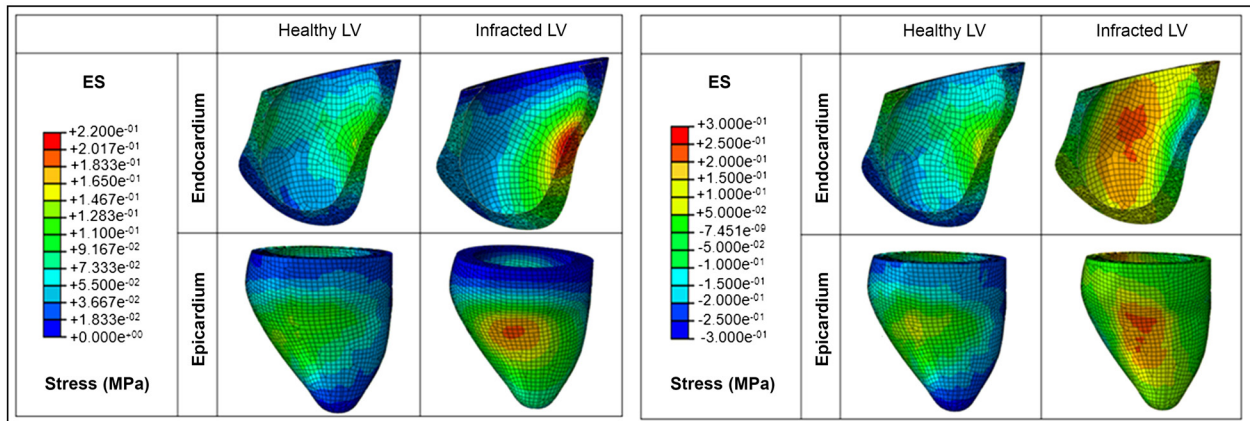 Healthy LV
Infracted LV
ES
+2.200e-01
+2.017e-01
+1.833e-01
+1.650e-01
+1.467e-01
+1.283e-01
+1.100e-01
+9.167e-02
+7.333e-02
+5.500e-02
+3.667e-02
+1.833e-02
+0.000e+00
Stress (MPa)
Endocardium
Epicardium
Healthy LV
Infracted LV
ES
+3.000e-01
+2.500e-01
+2.000e-01
+1.500e-01
+1.000e-01
+5.000e-02
-7.451e-09
-5.000e-02
-1.000e-01
-1.500e-01
-2.000e-01
-2.500e-01
-3.000e-01
Stress (MPa)
Endocardium
Epicardium